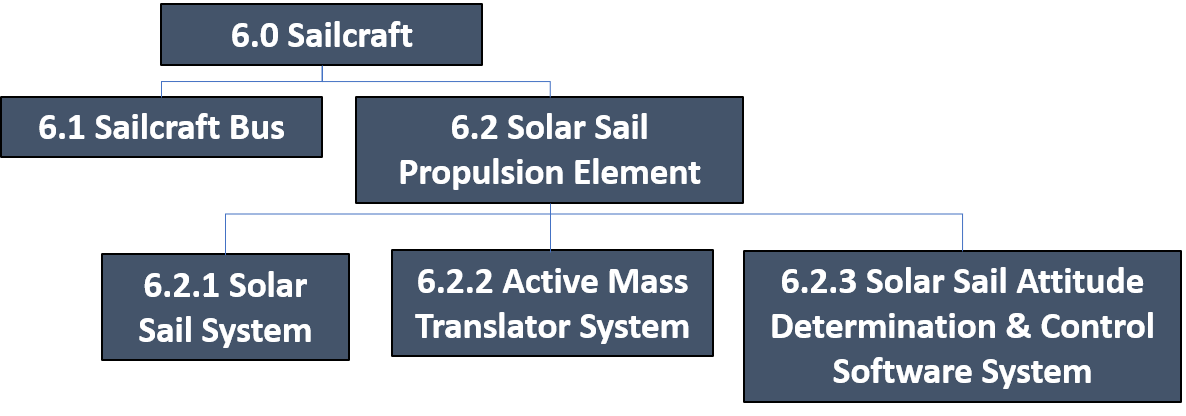 6.0 Sailcraft
6.1 Sailcraft Bus
6.2 Solar Sail
Propulsion Element
6.2.1 Solar
Sail System
6.2.2 Active Mass
Translator System
6.2.3 Solar Sail Attitude
Determination & Control
Software System